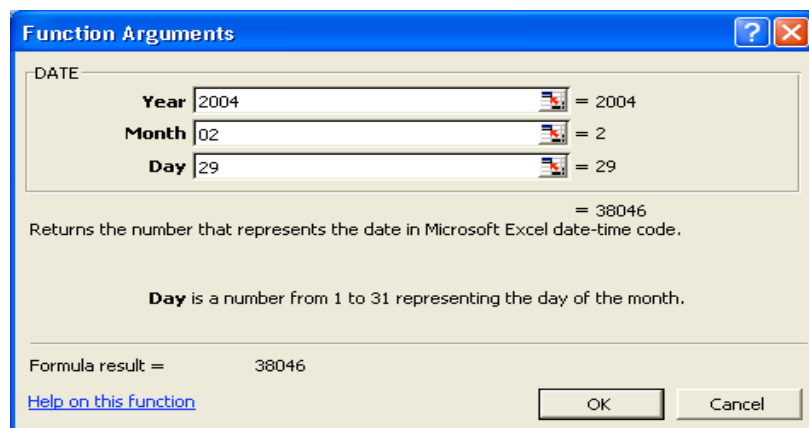 Function Arguments
DATE
Year 2004 = 2004
Month 02 = 2
Day 29 = 29
= 38046
Returns the number that represents the date in Microsoft Excel date-time code.
Day is a number from 1 to 31 representing the day of the month.
Formula result = 38046
Help on this function OK Cancel